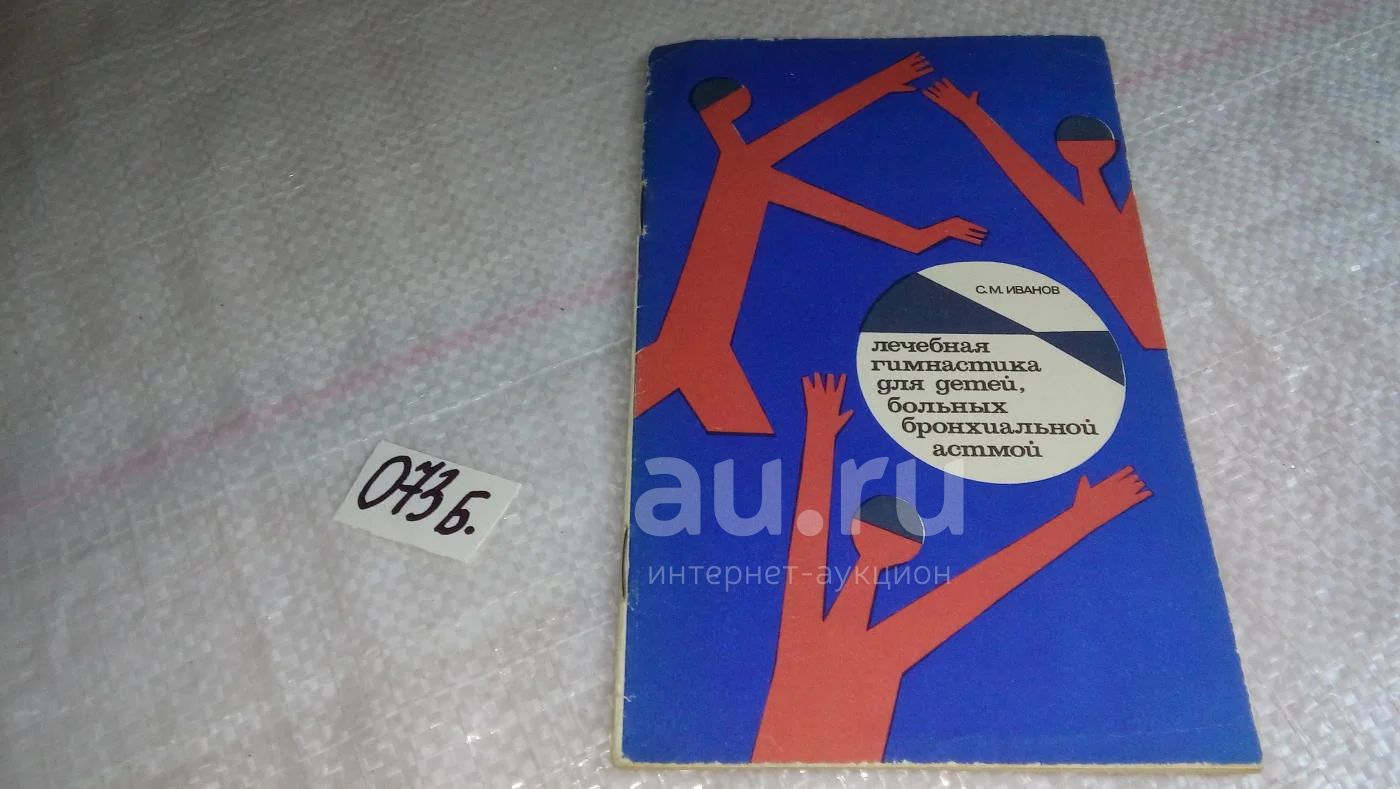 С. М. ИВАНОВ
лечебная
гимнастика
для детей,
больных
бронхиальной
астмой
073Б.
au.ru
интернет-аукцион